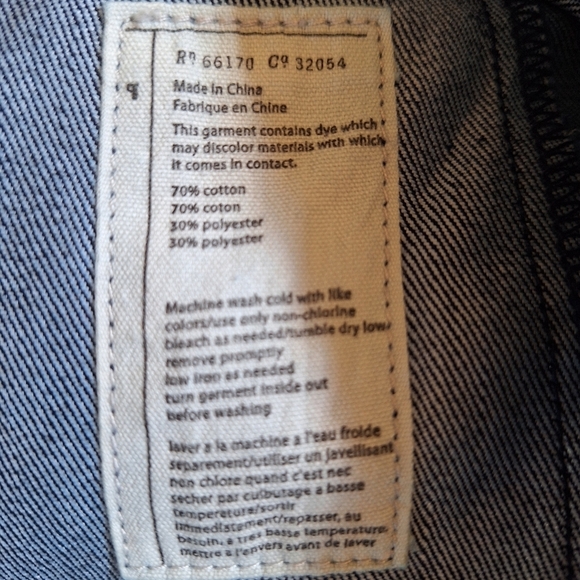 Rⁿ 66170 Cª 32054
Made in China
Fabrique en Chine
This garment contains dye which
may discolor materials with which
it comes in contact.
70% cotton
70% coton
30% polyester
30% polyester
Machine wash cold with like
colors/use only non-chlorine
bleach as needed/tumble dry low/
remove promptly
low iron as needed
turn garment inside out
before washing
laver a la machine a l'eau froide
separement/utiliser un javellisant
non chlore quand c'est nec
secher par culbutage a basse
temperature/sortir
immediatement/repasser, au
besoin, a tres basse temperature,
mettre a l'envers avant de laver